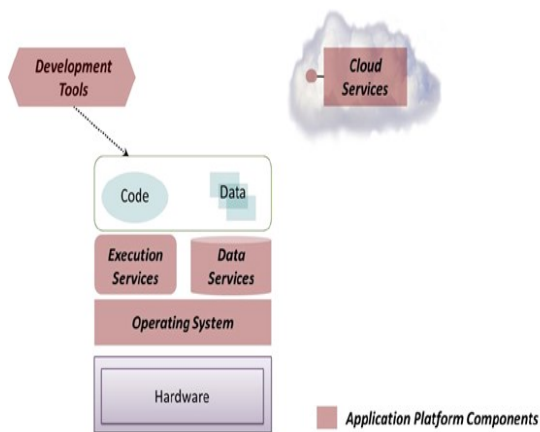 Development
Tools
Cloud
Services
Code
Data
Execution
Services
Data
Services
Operating System
Hardware
Application Platform Components